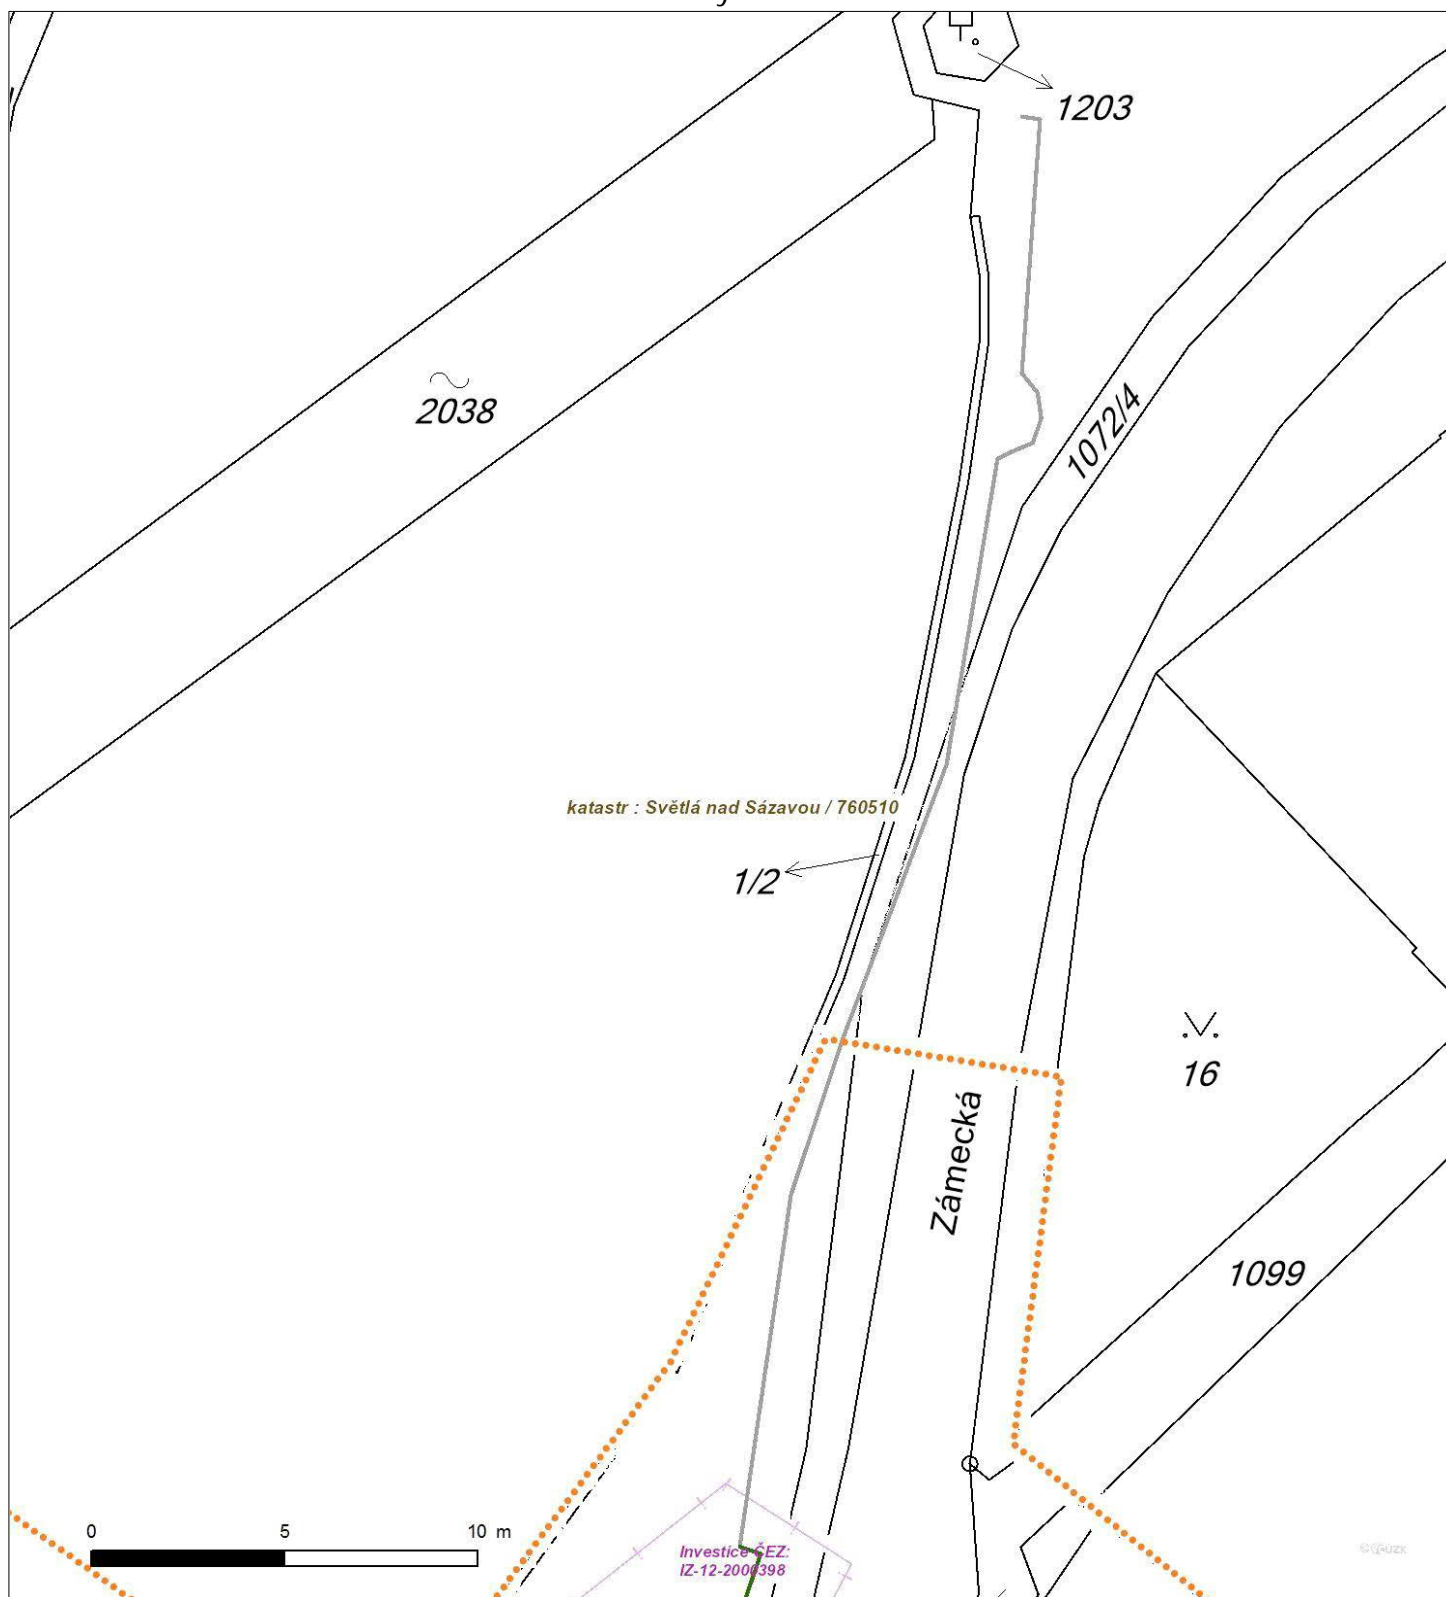 1203
2038
1072/4
katastr : Světlá nad Sázavou / 760510
1/2
16
Zámecká
1099
0 5 10 m
Investice ČEZ:
IZ-12-2000398